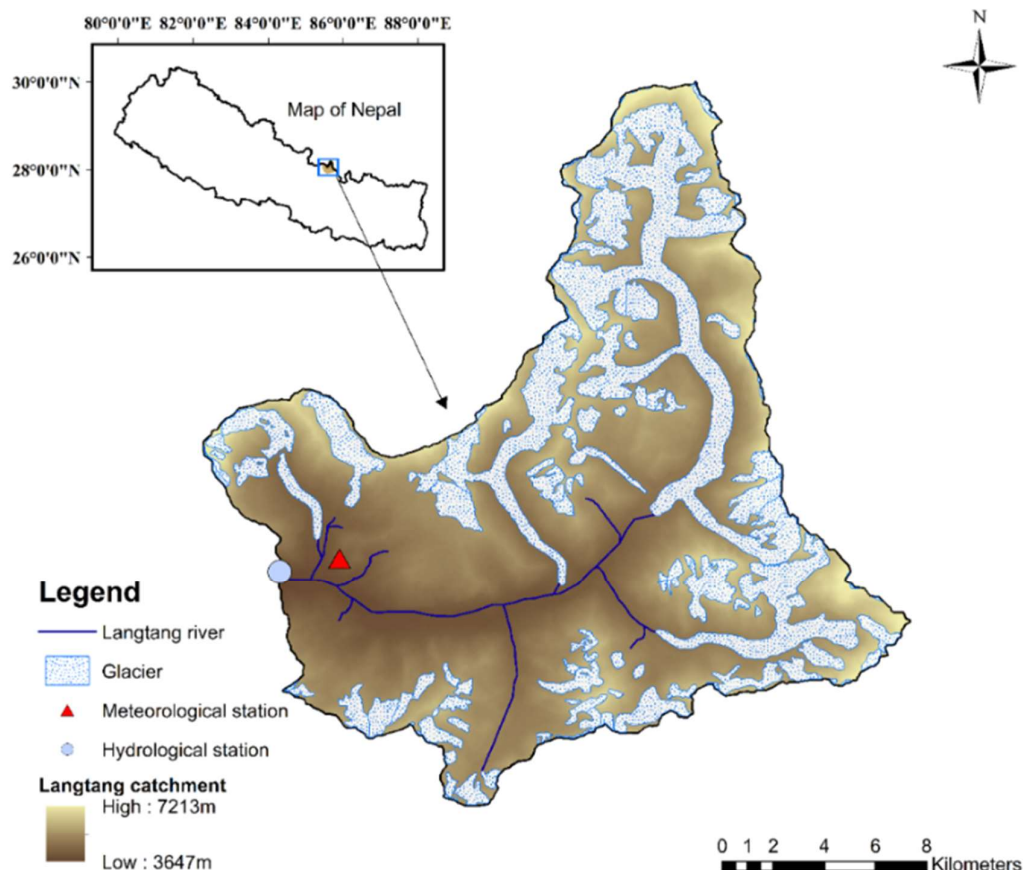 80°0'0"E 82°0'0"E 84°0'0"E 86°0'0"E 88°0'0"E
N
30°0'0"N
Map of Nepal
28°0'0"N
26°0'0"N
Legend
Langtang river
Glacier
Meteorological station
Hydrological station
Langtang catchment
High : 7213m
Low : 3647m
0 1 2 4 6 8
Kilometers